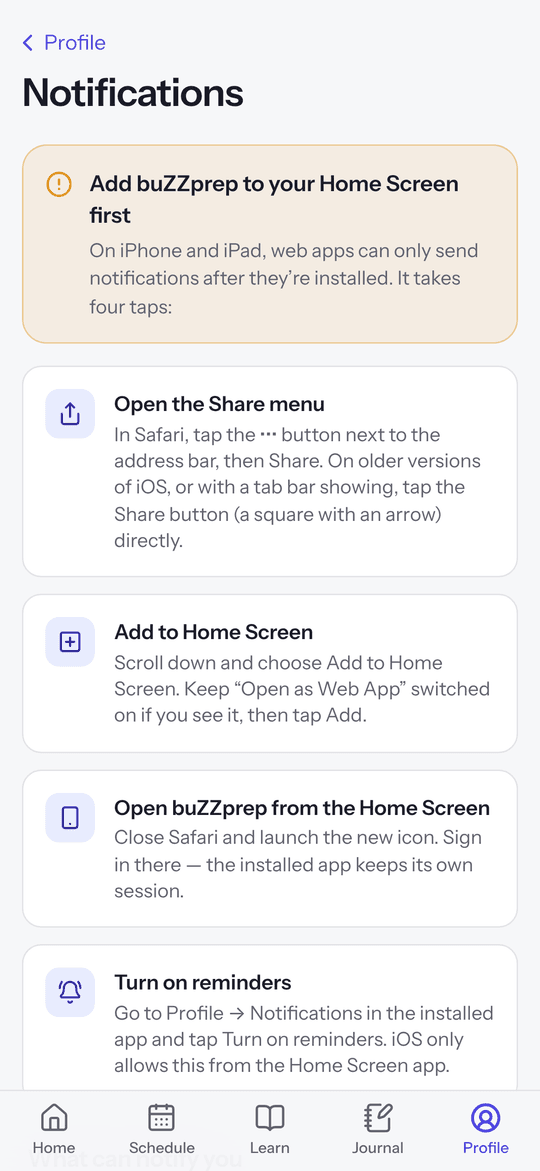 Profile
Notifications
Add buZZprep to your Home Screen
first
On iPhone and iPad, web apps can only send
notifications after they’re installed. It takes
four taps:
Open the Share menu
In Safari, tap the ··· button next to the
address bar, then Share. On older versions
of iOS, or with a tab bar showing, tap the
Share button (a square with an arrow)
directly.
Add to Home Screen
Scroll down and choose Add to Home
Screen. Keep “Open as Web App” switched
on if you see it, then tap Add.
Open buZZprep from the Home Screen
Close Safari and launch the new icon. Sign
in there — the installed app keeps its own
session.
Turn on reminders
Go to Profile → Notifications in the installed
app and tap Turn on reminders. iOS only
allows this from the Home Screen app.
Home Schedule Learn Journal Profile
What can notify you